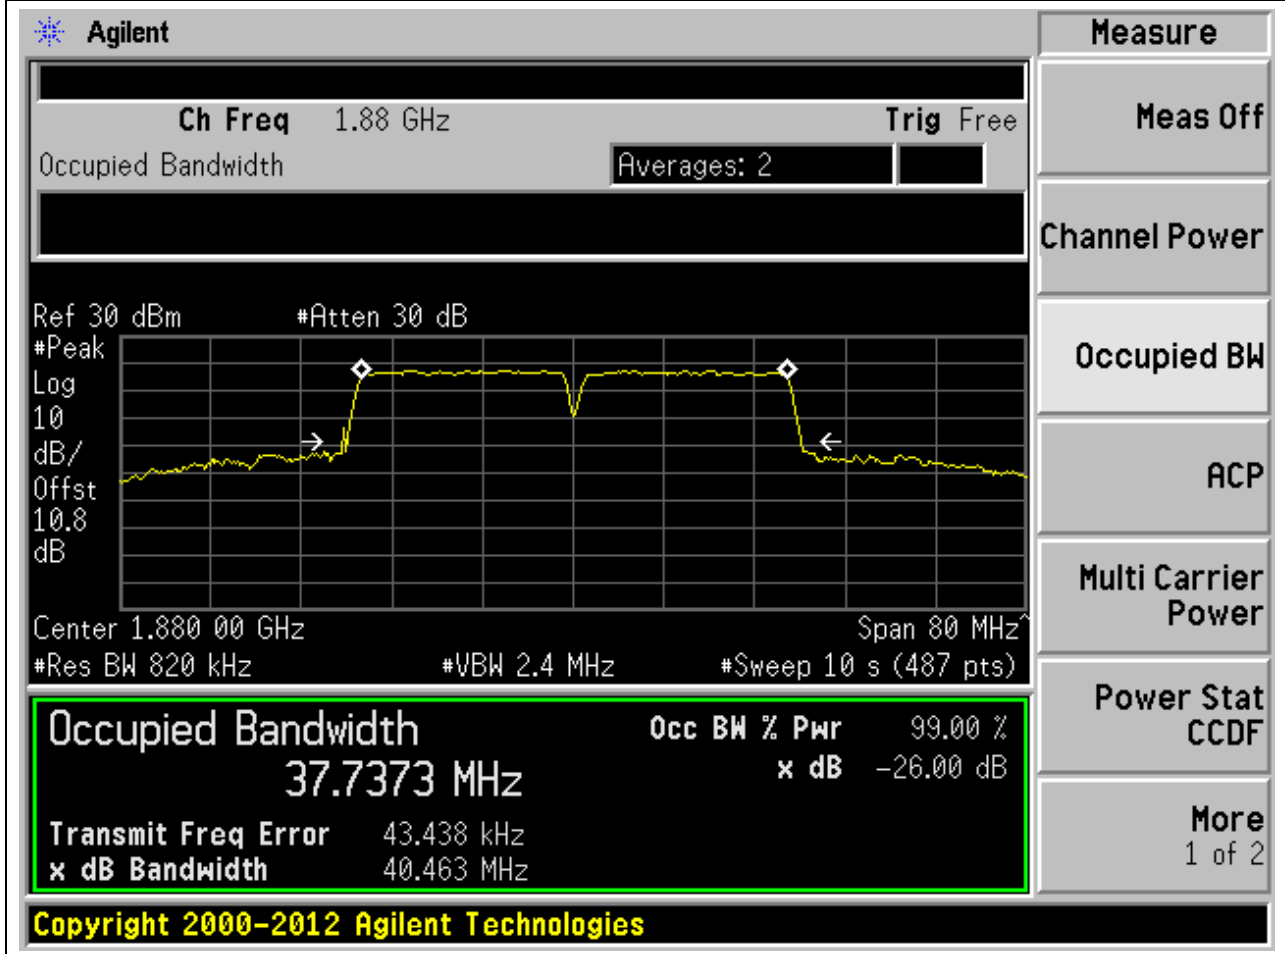 Agilent
Measure
Ch Freq 1.88 GHz Trig Free
Occupied Bandwidth Averages: 2
Meas Off
Channel Power
Occupied BW
ACP
Multi Carrier
Power
Power Stat
CCDF
More
1 of 2
Ref 30 dBm #Atten 30 dB
#Peak
Log
10
dB/
Offst
10.8
dB
Center 1.880 00 GHz Span 80 MHz^
#Res BW 820 kHz #VBW 2.4 MHz #Sweep 10 s (487 pts)
Occupied Bandwidth Occ BW % Pwr 99.00 %
37.7373 MHz x dB -26.00 dB
Transmit Freq Error 43.438 kHz
x dB Bandwidth 40.463 MHz
Copyright 2000-2012 Agilent Technologies